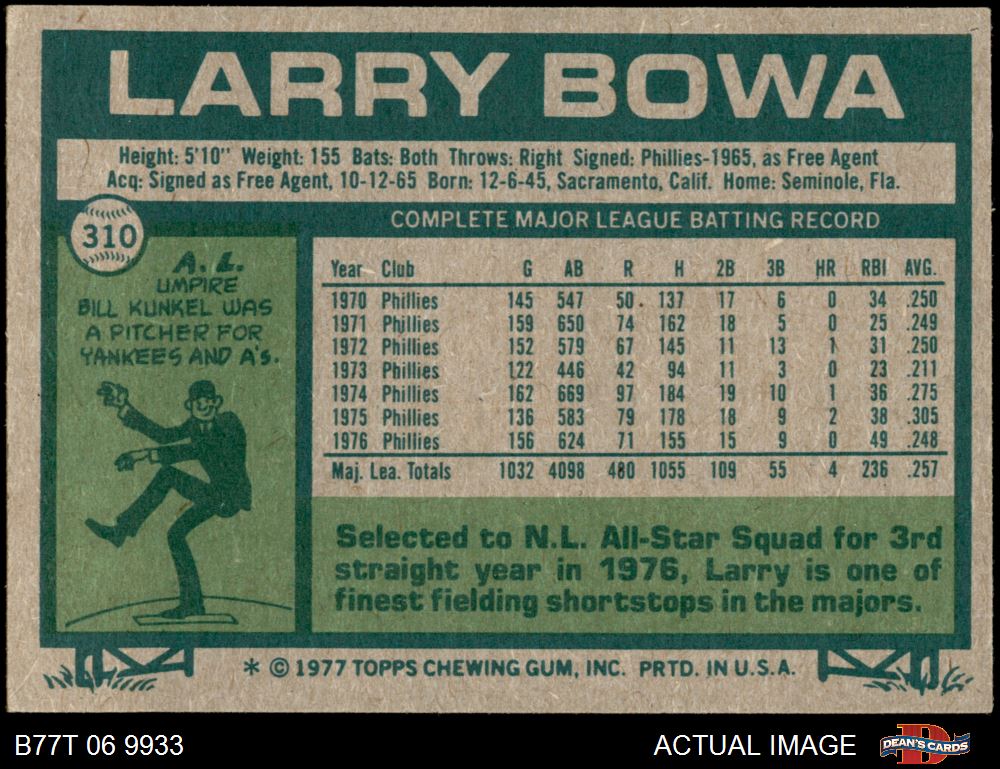 LARRY BOWA
Height: 5'10" Weight: 155 Bats: Both Throws: Right Signed: Phillies-1965, as Free Agent
Acq: Signed as Free Agent, 10-12-65 Born: 12-6-45, Sacramento, Calif. Home: Seminole, Fla.
310
A. L.
UMPIRE
BILL KUNKEL WAS
A PITCHER FOR
YANKEES AND A's.
COMPLETE MAJOR LEAGUE BATTING RECORD
Year Club G AB R H 2B 3B HR RBI AVG.
1970 Phillies 145 547 50 137 17 6 0 34 .250
1971 Phillies 159 650 74 162 18 5 0 25 .249
1972 Phillies 152 579 67 145 11 13 1 31 .250
1973 Phillies 122 446 42 94 11 3 0 23 .211
1974 Phillies 162 669 97 184 19 10 1 36 .275
1975 Phillies 136 583 79 178 18 9 2 38 .305
1976 Phillies 156 624 71 155 15 9 0 49 .248
Maj. Lea. Totals 1032 4098 480 1055 109 55 4 236 .257
Selected to N.L. All-Star Squad for 3rd
straight year in 1976, Larry is one of
finest fielding shortstops in the majors.
* © 1977 TOPPS CHEWING GUM, INC. PRTD. IN U.S.A.
B77T 06 9933
ACTUAL IMAGE
B
DEAN'S CARDS